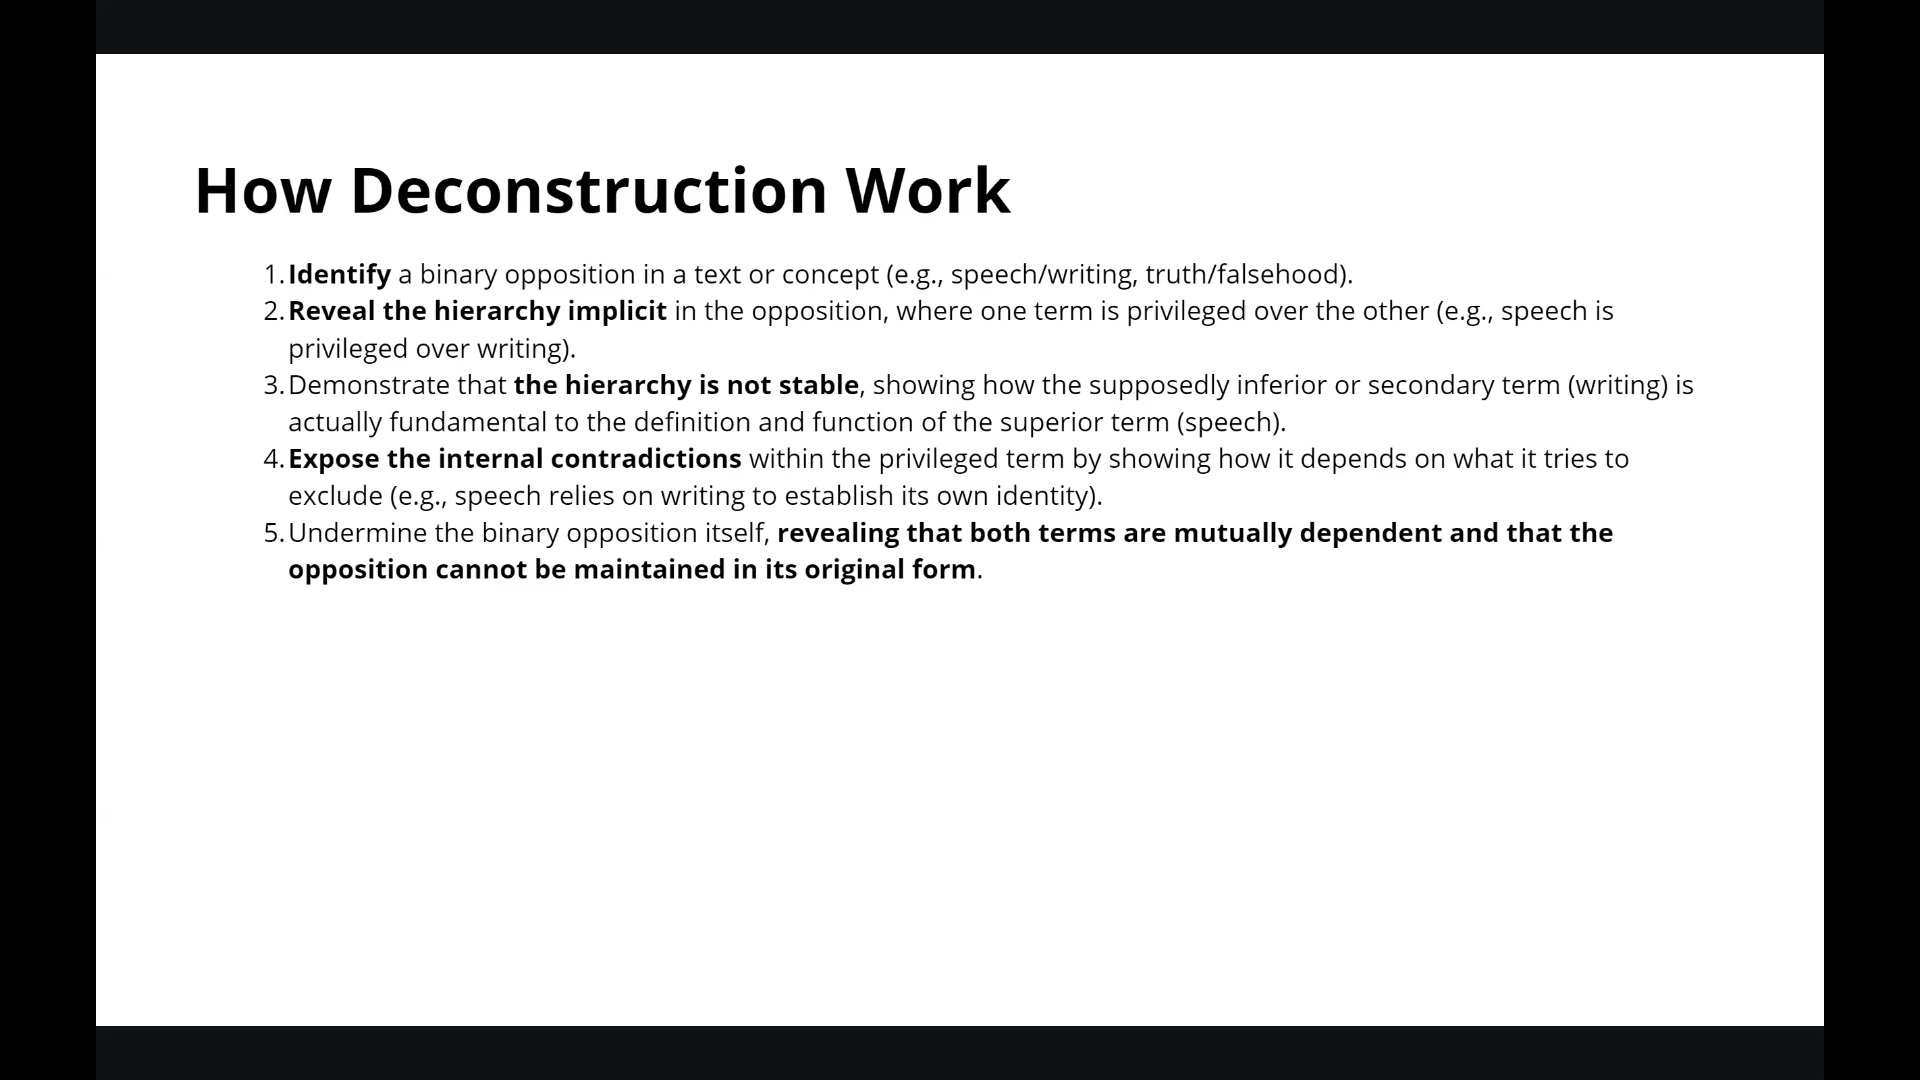 How Deconstruction Work
1. Identify a binary opposition in a text or concept (e.g., speech/writing, truth/falsehood).
2. Reveal the hierarchy implicit in the opposition, where one term is privileged over the other (e.g., speech is
privileged over writing).
3. Demonstrate that the hierarchy is not stable, showing how the supposedly inferior or secondary term (writing) is
actually fundamental to the definition and function of the superior term (speech).
4. Expose the internal contradictions within the privileged term by showing how it depends on what it tries to
exclude (e.g., speech relies on writing to establish its own identity).
5. Undermine the binary opposition itself, revealing that both terms are mutually dependent and that the
opposition cannot be maintained in its original form.